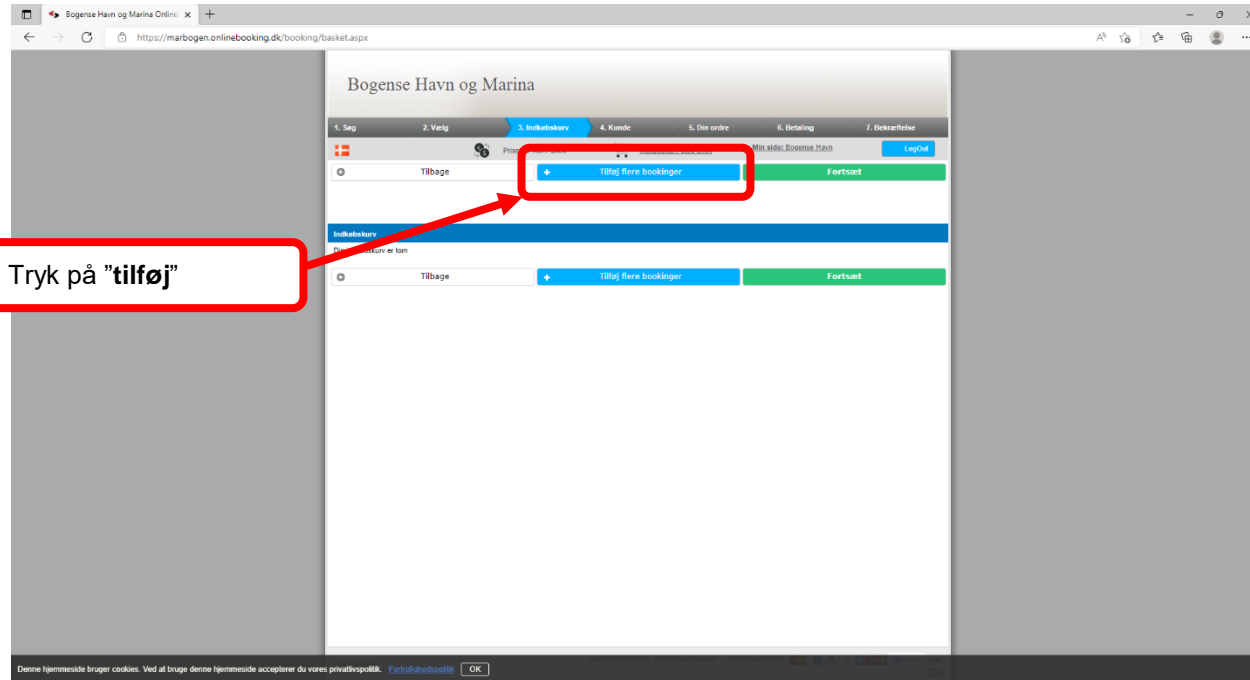 Bogense Havn og Marina Online
https://marbogen.onlinebooking.dk/booking/basket.aspx
Bogense Havn og Marina
1. Søg 2. Vælg 3. Indkøbskurv 4. Kunde 5. Din ordre 6. Betaling 7. Bekræftelse
Min side: Bogense Havn LogOut
Tilbage Tilføj flere bookinger Fortsæt
Indkøbskurv
er tom
Tryk på ”tilføj”
Tilbage Tilføj flere bookinger Fortsæt
Denne hjemmeside bruger cookies. Ved at bruge denne hjemmeside accepterer du vores privatlivspolitik. Fortrolighedspolitik OK